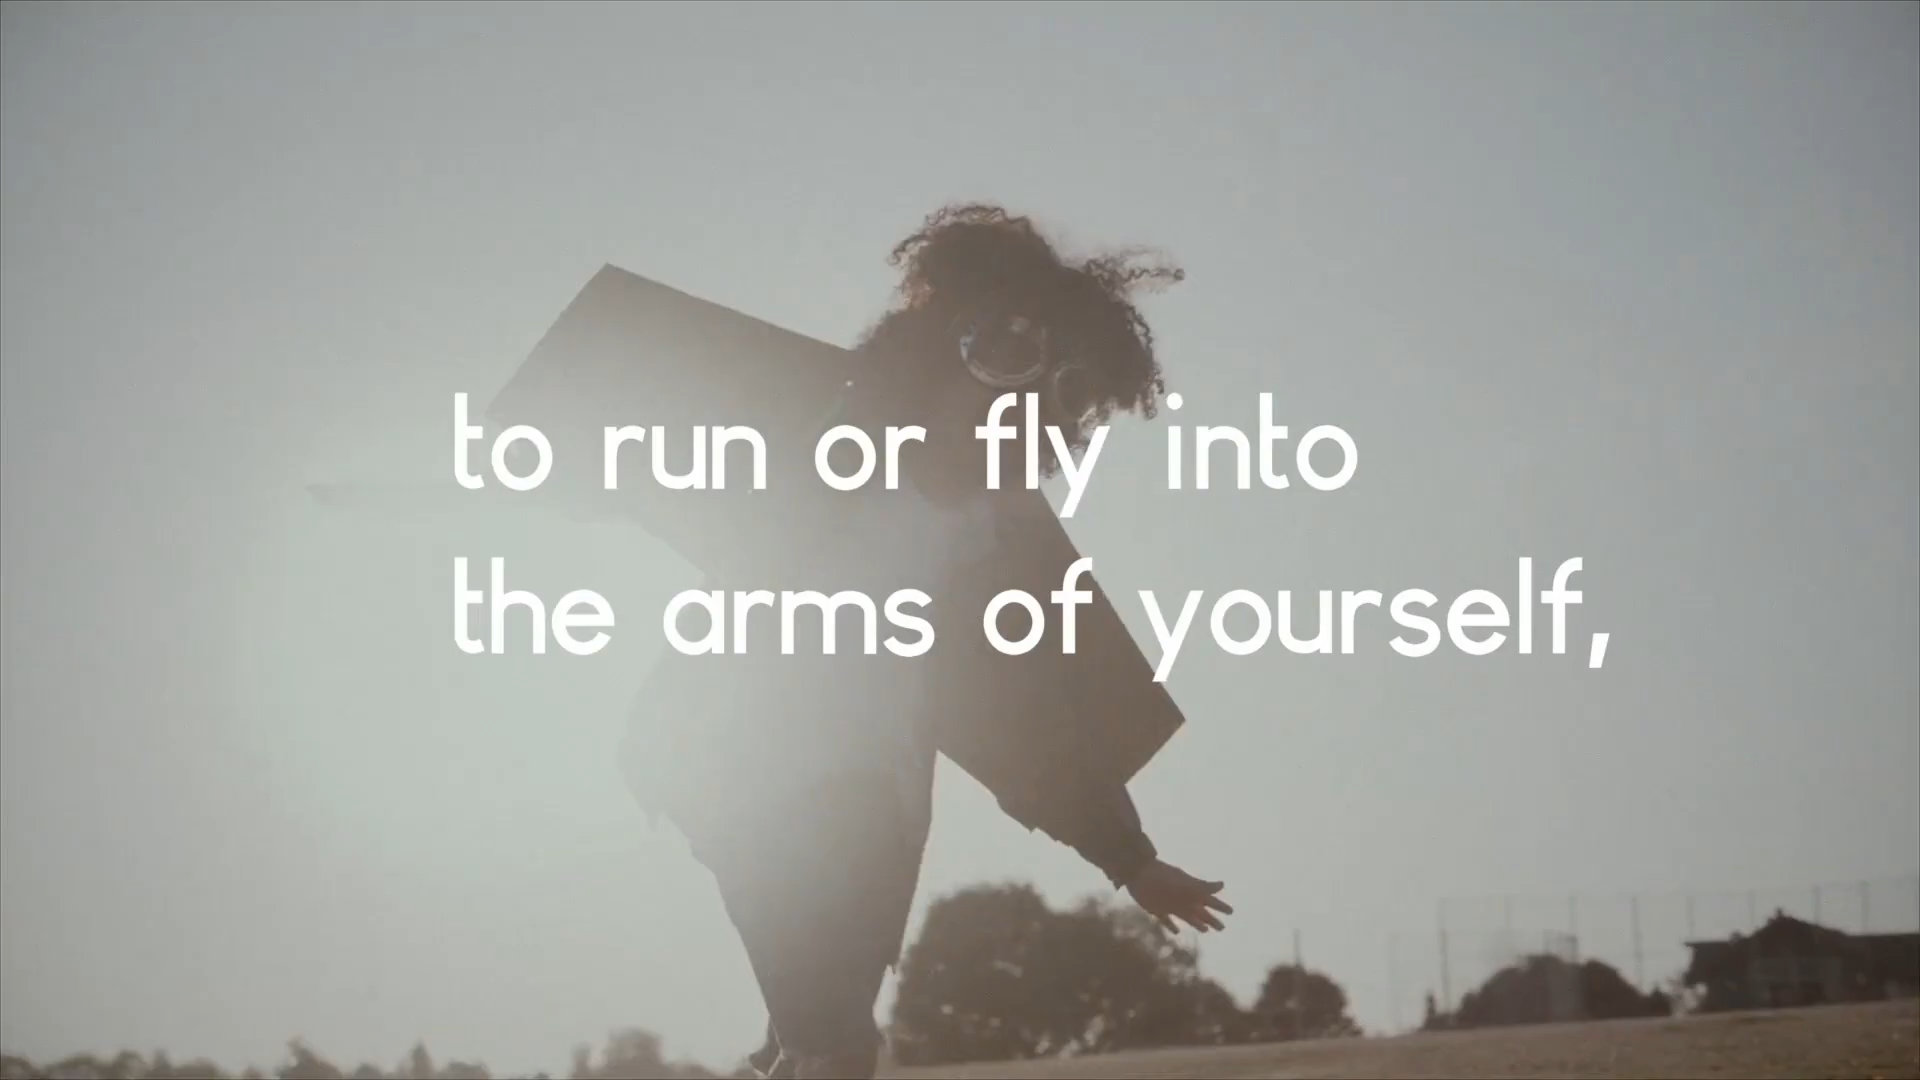 to run or fly into
the arms of yourself,